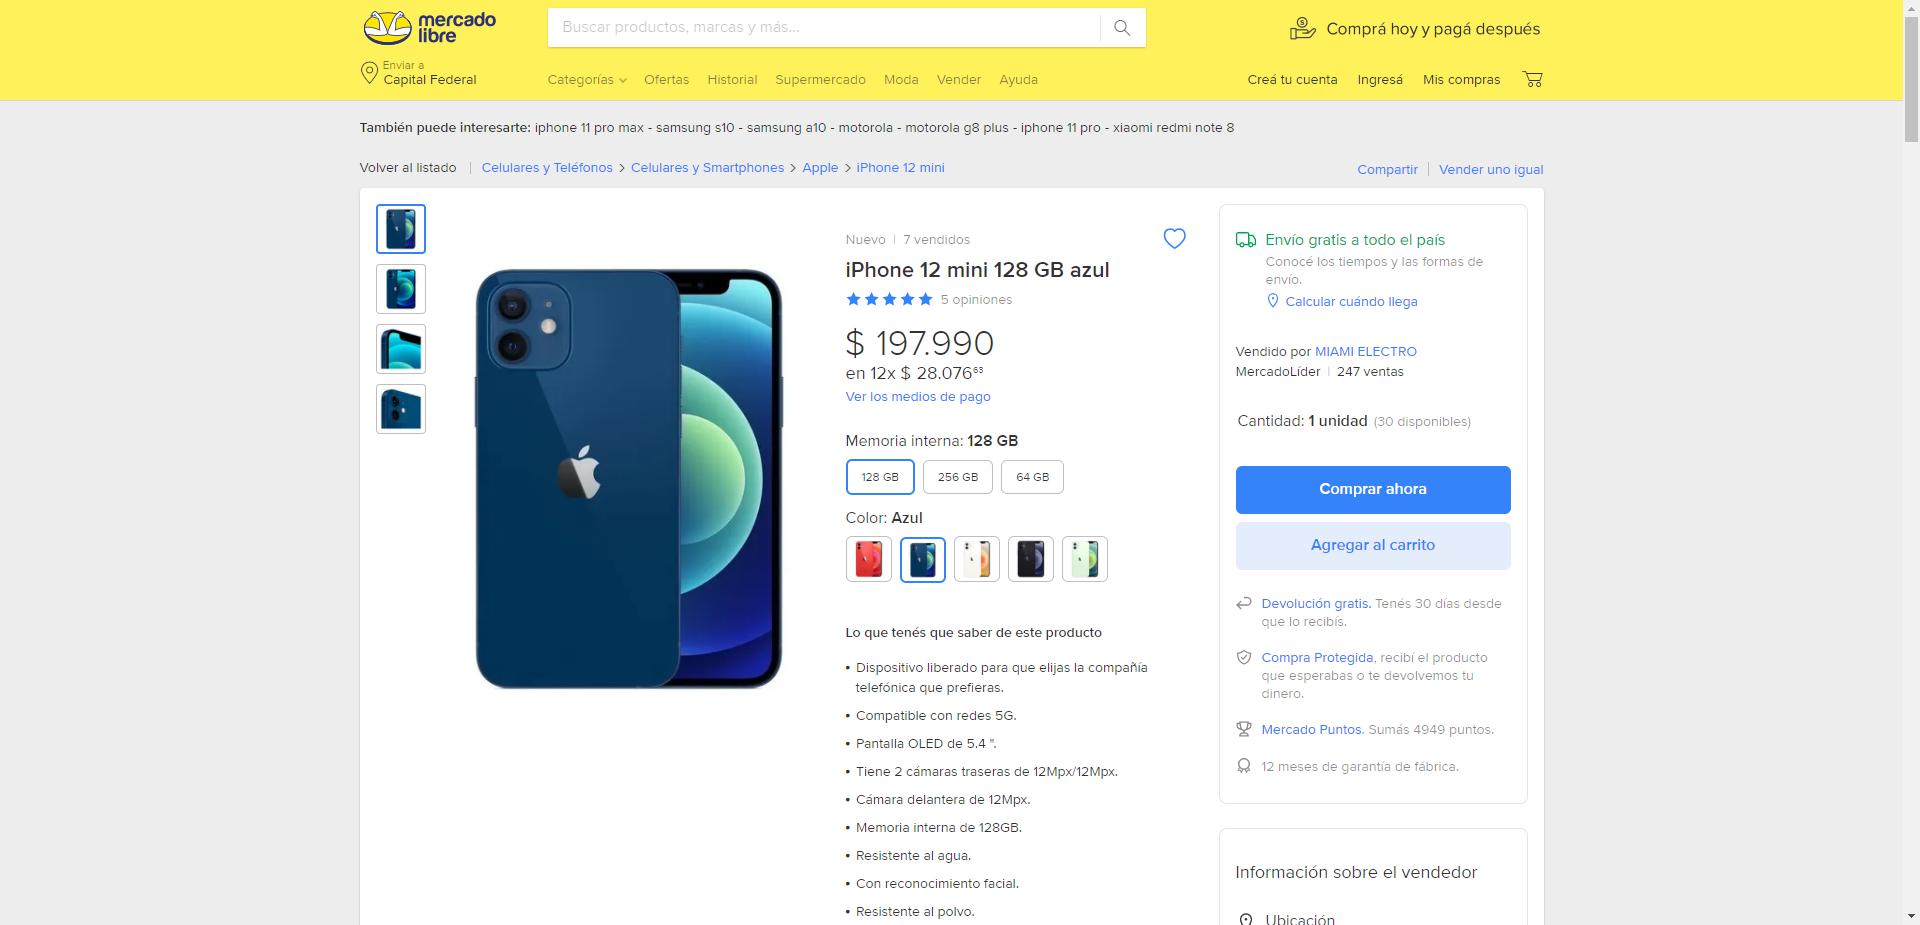 mercado
libre
Buscar productos, marcas y más...
Comprá hoy y pagá después
Enviar a
Capital Federal
Categorías Ofertas Historial Supermercado Moda Vender Ayuda
Creá tu cuenta Ingresá Mis compras
También puede interesarte: iphone 11 pro max - samsung s10 - samsung a10 - motorola - motorola g8 plus - iphone 11 pro - xiaomi redmi note 8
Volver al listado | Celulares y Teléfonos > Celulares y Smartphones > Apple > iPhone 12 mini
Compartir | Vender uno igual
Nuevo | 7 vendidos
iPhone 12 mini 128 GB azul
5 opiniones
$ 197.990
en 12x $ 28.076⁶³
Ver los medios de pago
Memoria interna: 128 GB
128 GB 256 GB 64 GB
Color: Azul
Lo que tenés que saber de este producto
• Dispositivo liberado para que elijas la compañía
telefónica que prefieras.
• Compatible con redes 5G.
• Pantalla OLED de 5.4 ".
• Tiene 2 cámaras traseras de 12Mpx/12Mpx.
• Cámara delantera de 12Mpx.
• Memoria interna de 128GB.
• Resistente al agua.
• Con reconocimiento facial.
• Resistente al polvo.
Envío gratis a todo el país
Conocé los tiempos y las formas de
envío.
Calcular cuándo llega
Vendido por MIAMI ELECTRO
MercadoLíder | 247 ventas
Cantidad: 1 unidad (30 disponibles)
Comprar ahora
Agregar al carrito
Devolución gratis. Tenés 30 días desde
que lo recibís.
Compra Protegida, recibí el producto
que esperabas o te devolvemos tu
dinero.
Mercado Puntos. Sumás 4949 puntos.
12 meses de garantía de fábrica.
Información sobre el vendedor
Ubicación